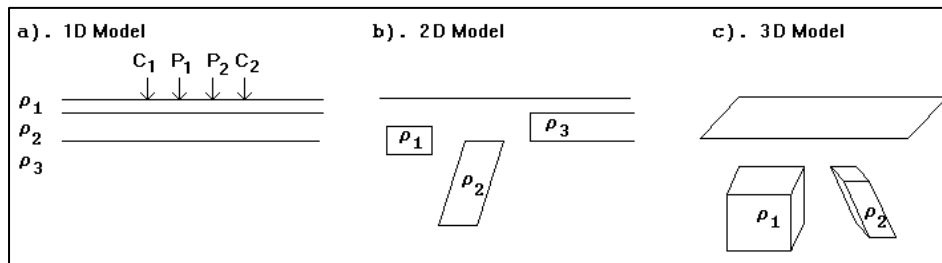 a). 1D Model
C₁ P₁ P₂ C₂
ρ₁
ρ₂
ρ₃
b). 2D Model
ρ₁
ρ₂
ρ₃
c). 3D Model
ρ₁
ρ₂